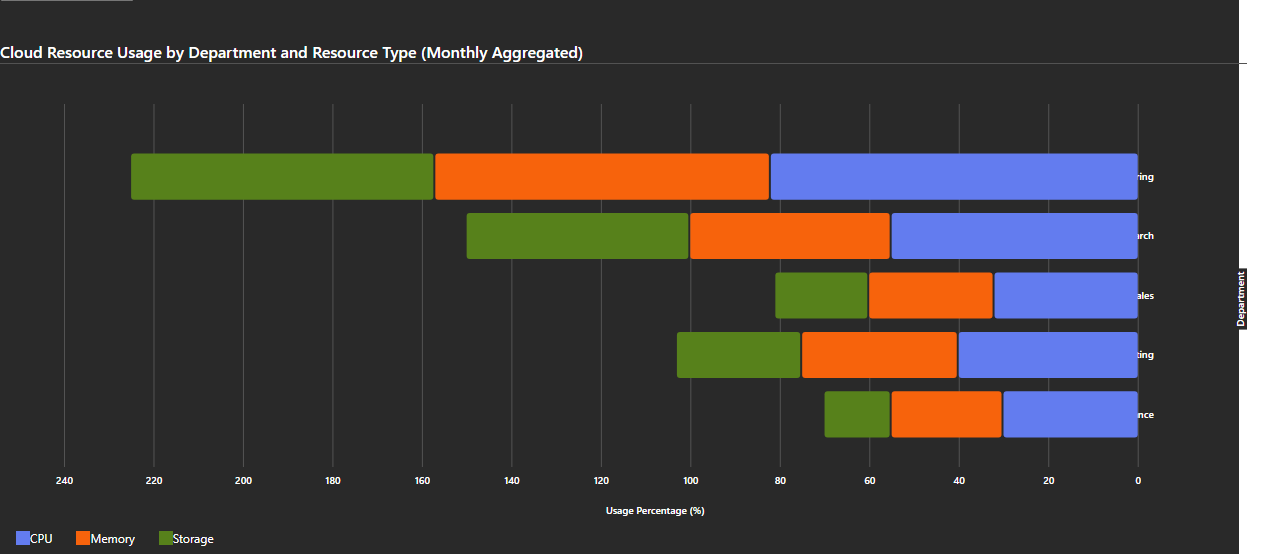 Cloud Resource Usage by Department and Resource Type (Monthly Aggregated)
ring
rch
ales
ting
nce
Department
240 220 200 180 160 140 120 100 80 60 40 20 0
Usage Percentage (%)
CPU Memory Storage